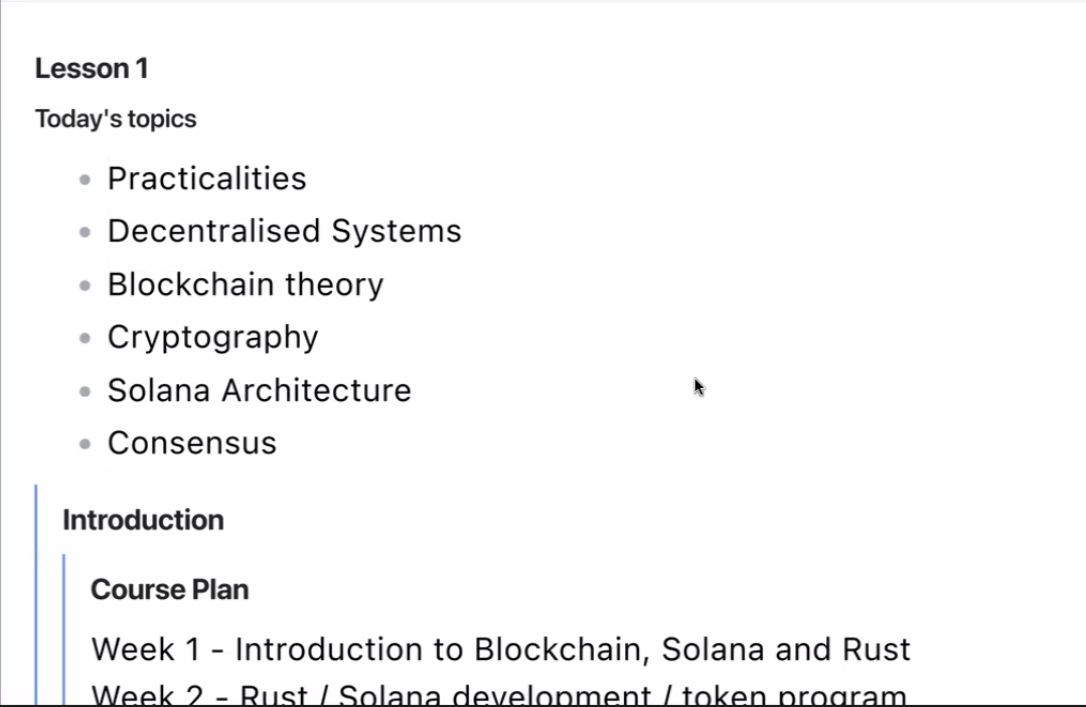 Lesson 1
Today's topics
Practicalities
Decentralised Systems
Blockchain theory
Cryptography
Solana Architecture
Consensus
Introduction
Course Plan
Week 1 - Introduction to Blockchain, Solana and Rust
Week 2 - Rust / Solana development / token program